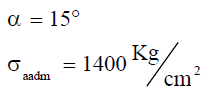 α = 15°
σaadm = 1400 Kg/cm²